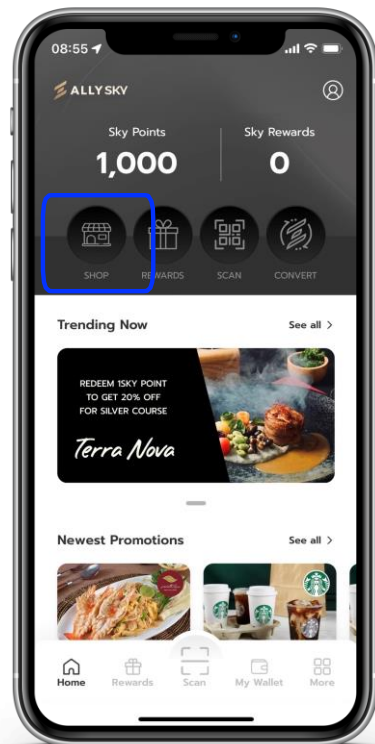 08:55
ALLYSKY
Sky Points
Sky Rewards
1,000
0
SHOP
REWARDS
SCAN
CONVERT
Trending Now
See all >
REDEEM 1SKY POINT
TO GET 20% OFF
FOR SILVER COURSE
Terra Nova
Newest Promotions
See all >
Home
Rewards
Scan
My Wallet
More